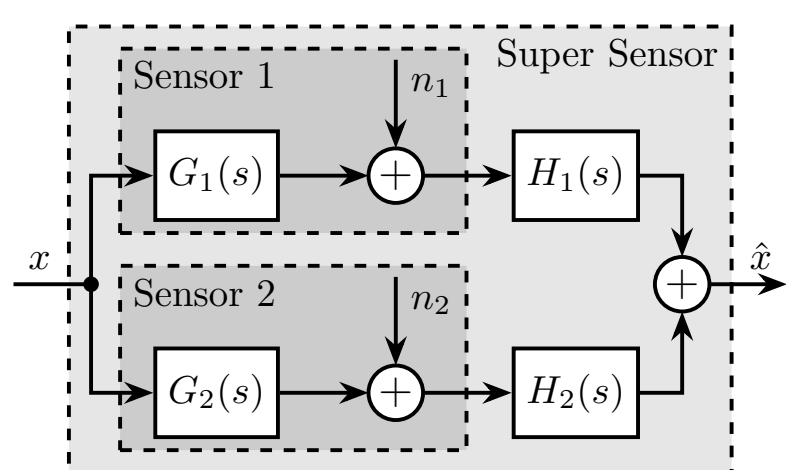 Super Sensor
Sensor 1
n₁
G₁(s)
+
H₁(s)
x
+
x̂
Sensor 2
n₂
G₂(s)
+
H₂(s)